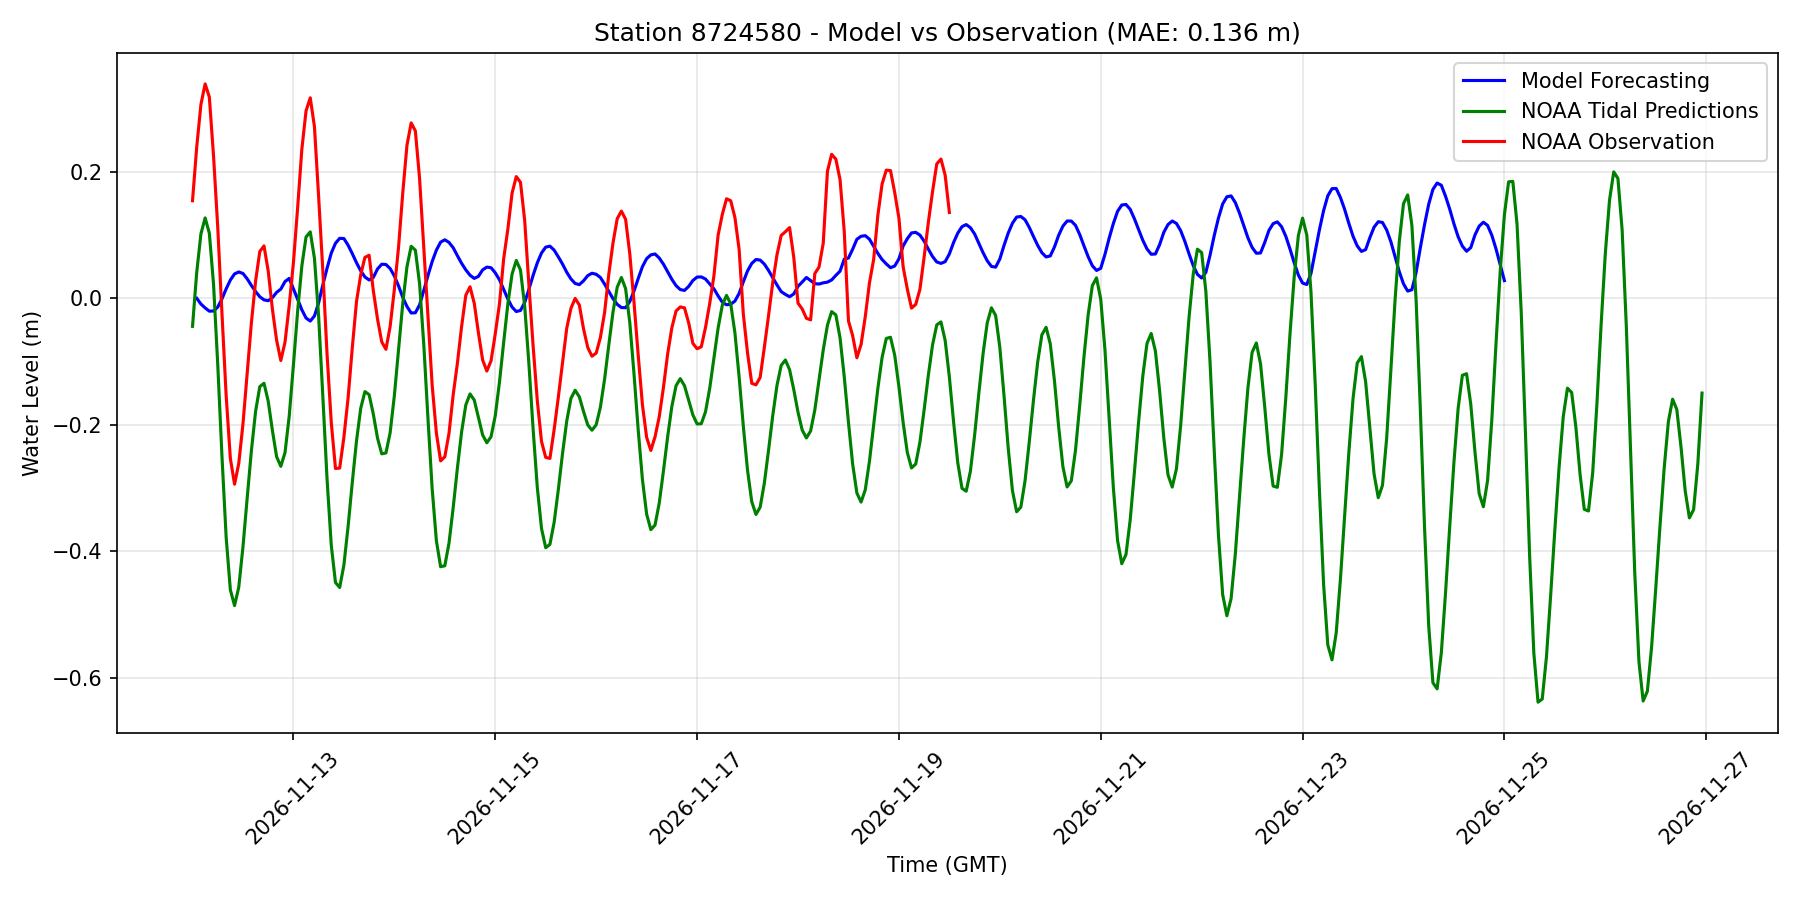 Station 8724580 - Model vs Observation (MAE: 0.136 m)
Model Forecasting
NOAA Tidal Predictions
NOAA Observation
Water Level (m)
0.2
0.0
−0.2
−0.4
−0.6
2026-11-13
2026-11-15
2026-11-17
2026-11-19
2026-11-21
2026-11-23
2026-11-25
2026-11-27
Time (GMT)